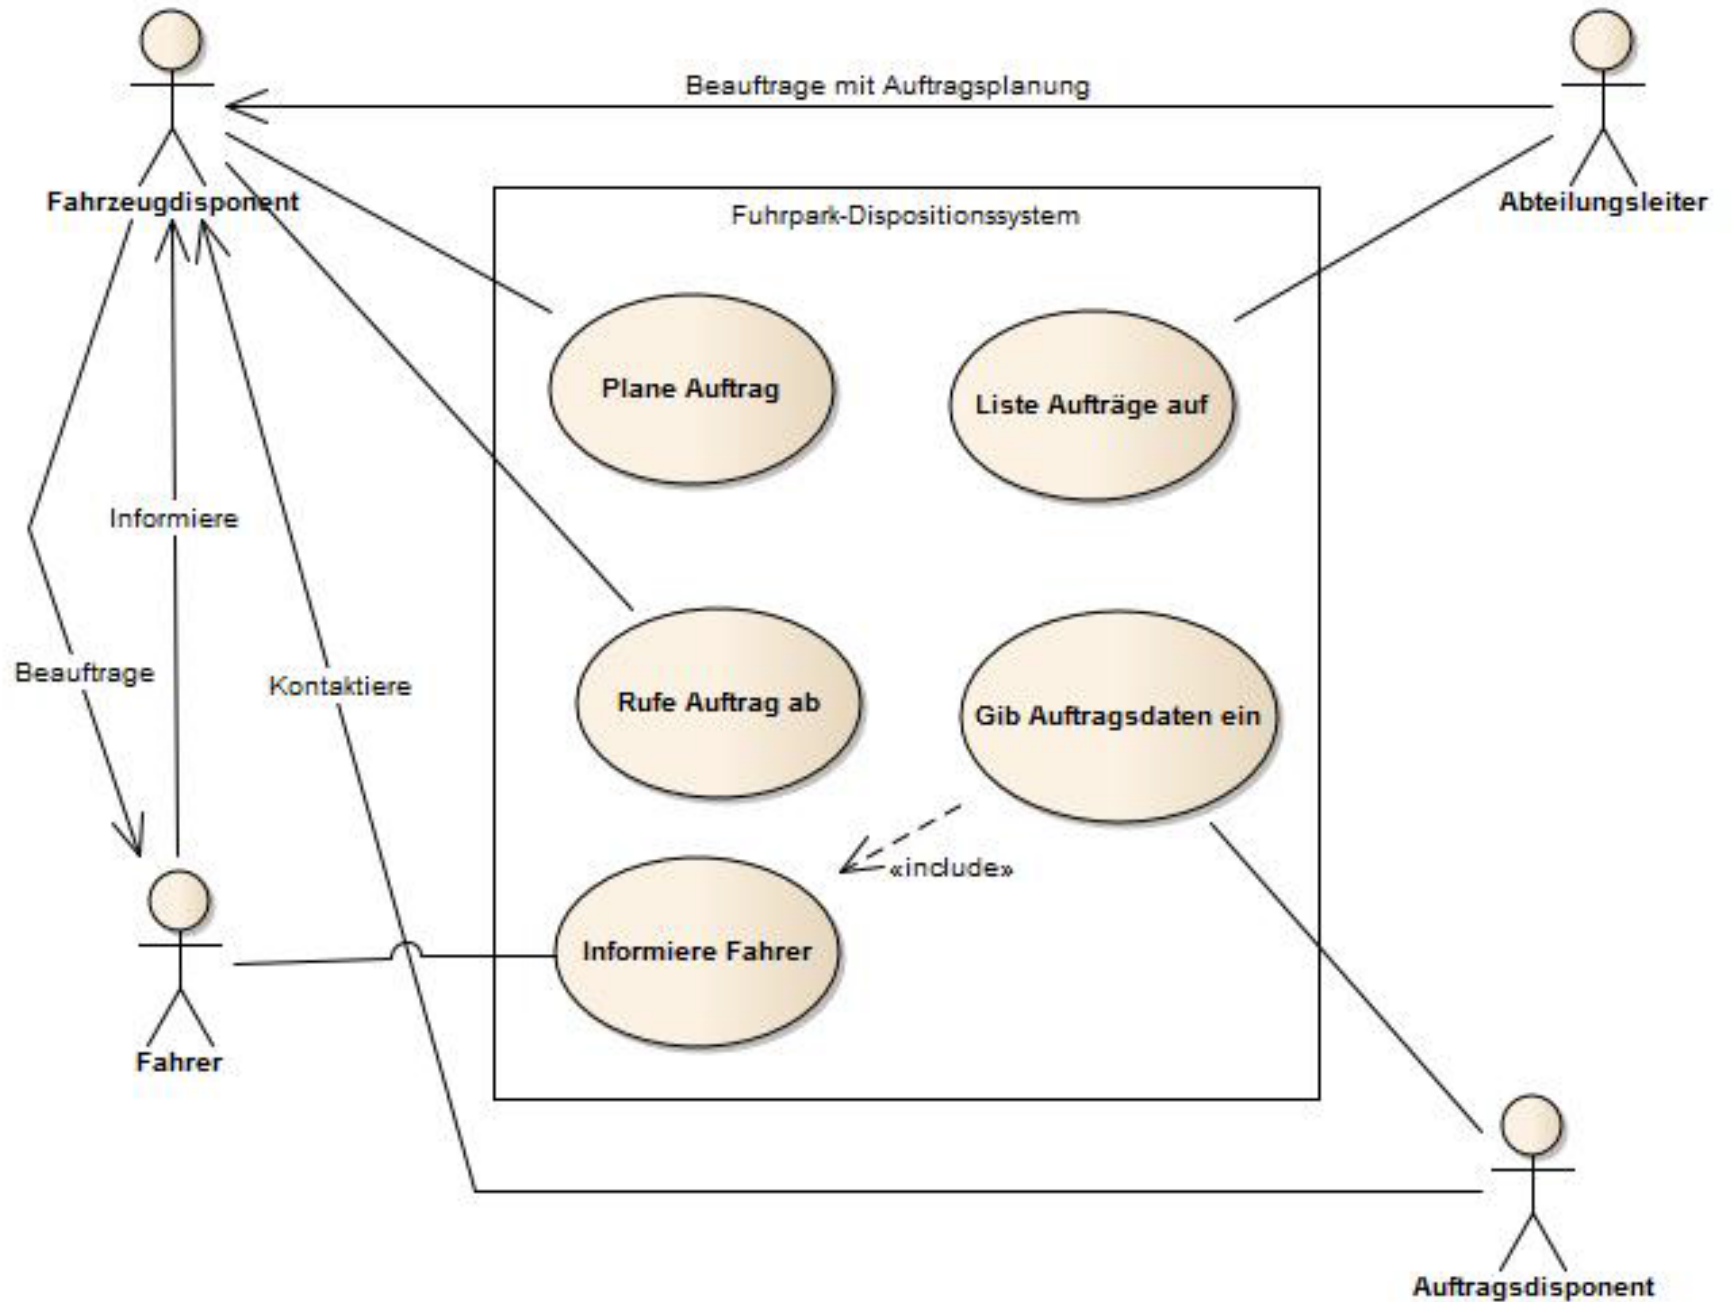 Beauftrage mit Auftragsplanung
Fahrzeugdisponent
Abteilungsleiter
Fuhrpark-Dispositionssystem
Plane Auftrag
Liste Aufträge auf
Informiere
Beauftrage
Kontaktiere
Rufe Auftrag ab
Gib Auftragsdaten ein
«include»
Informiere Fahrer
Fahrer
Auftragsdisponent